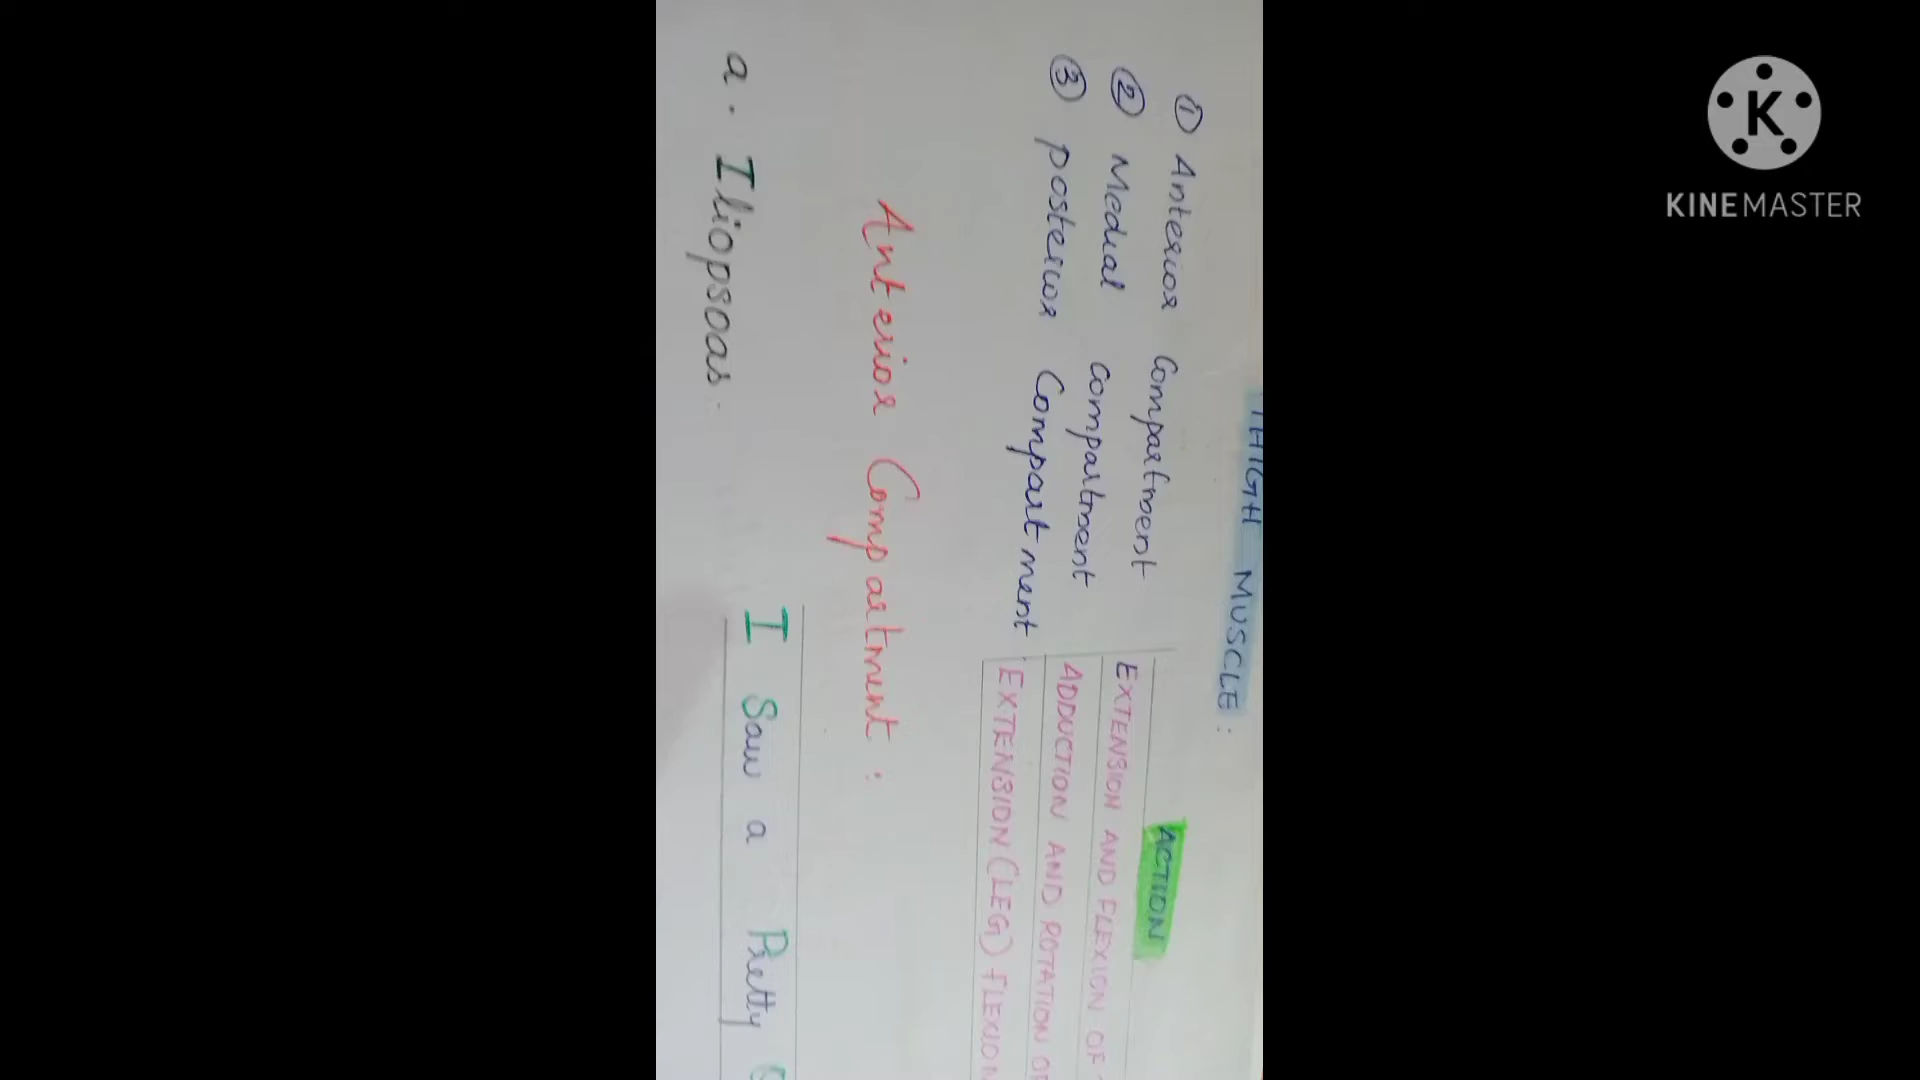 THIGH MUSCLE:
ACTION
① Anterior Compartment EXTENSION AND FLEXION OF
② Medial compartment ADDUCTION AND ROTATION OF
③ posterior Compartment EXTENSION (LEG) FLEXION
Anterior Compartment:
I Saw a Pretty
a. Iliopsoas.
KINEMASTER